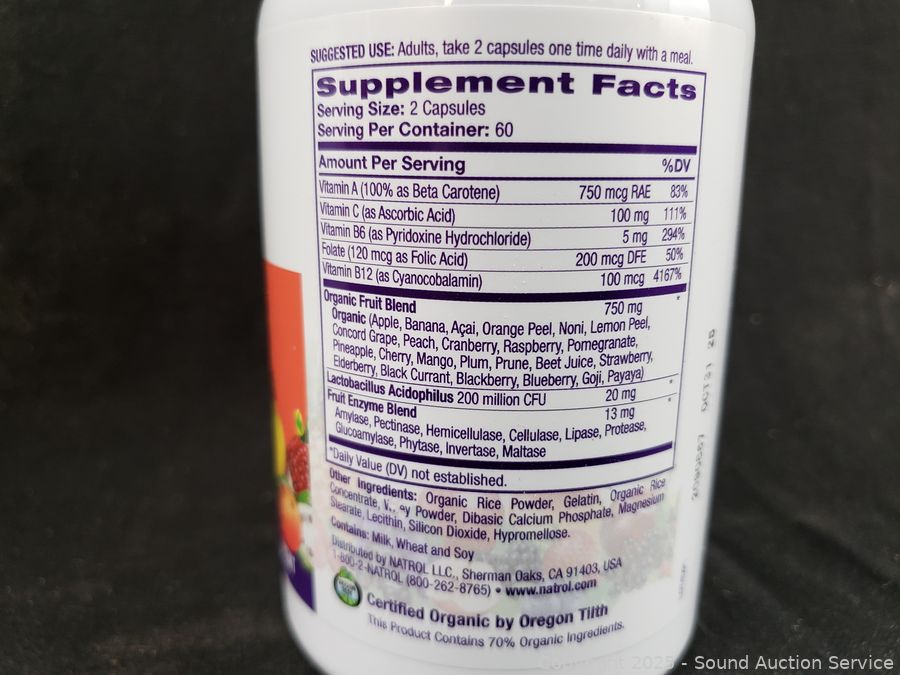 SUGGESTED USE: Adults, take 2 capsules one time daily with a meal.
Supplement Facts
Serving Size: 2 Capsules
Serving Per Container: 60
Amount Per Serving %DV
Vitamin A (100% as Beta Carotene) 750 mcg RAE 83%
Vitamin C (as Ascorbic Acid) 100 mg 111%
Vitamin B6 (as Pyridoxine Hydrochloride) 5 mg 294%
Folate (120 mcg as Folic Acid) 200 mcg DFE 50%
Vitamin B12 (as Cyanocobalamin) 100 mcg 4167%
Organic Fruit Blend 750 mg *
Organic (Apple, Banana, Açai, Orange Peel, Noni, Lemon Peel,
Concord Grape, Peach, Cranberry, Raspberry, Pomegranate,
Pineapple, Cherry, Mango, Plum, Prune, Beet Juice, Strawberry,
Elderberry, Black Currant, Blackberry, Blueberry, Goji, Papaya)
Lactobacillus Acidophilus 200 million CFU 20 mg *
Fruit Enzyme Blend 13 mg *
Amylase, Pectinase, Hemicellulase, Cellulase, Lipase, Protease,
Glucoamylase, Phytase, Invertase, Maltase
*Daily Value (DV) not established.
Other Ingredients: Organic Rice Powder, Gelatin, Organic Rice
Concentrate, Powder, Dibasic Calcium Phosphate, Magnesium
Stearate, Lecithin, Silicon Dioxide, Hypromellose.
Contains: Milk, Wheat and Soy
Distributed by NATROL LLC., Sherman Oaks, CA 91403, USA
1-800-2-NATROL (800-262-8765) • www.natrol.com
Certified Organic by Oregon Tilth
This Product Contains 70% Organic Ingredients.
Copyright 2025 - Sound Auction Service